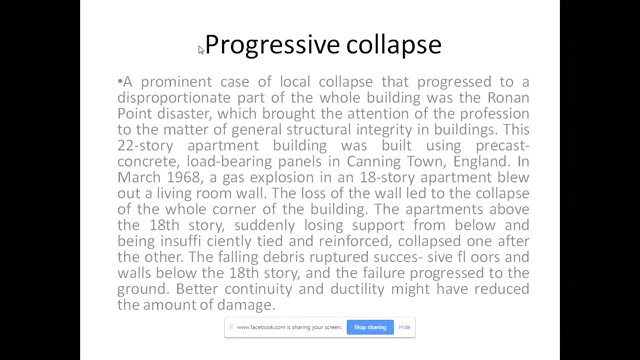 Progressive collapse
•A prominent case of local collapse that progressed to a
disproportionate part of the whole building was the Ronan
Point disaster, which brought the attention of the profession
to the matter of general structural integrity in buildings. This
22-story apartment building was built using precast-
concrete, load-bearing panels in Canning Town, England. In
March 1968, a gas explosion in an 18-story apartment blew
out a living room wall. The loss of the wall led to the collapse
of the whole corner of the building. The apartments above
the 18th story, suddenly losing support from below and
being insuffi ciently tied and reinforced, collapsed one after
the other. The falling debris ruptured succes- sive fl oors and
walls below the 18th story, and the failure progressed to the
ground. Better continuity and ductility might have reduced
the amount of damage.
www.facebook.com is sharing your screen. Stop sharing Hide